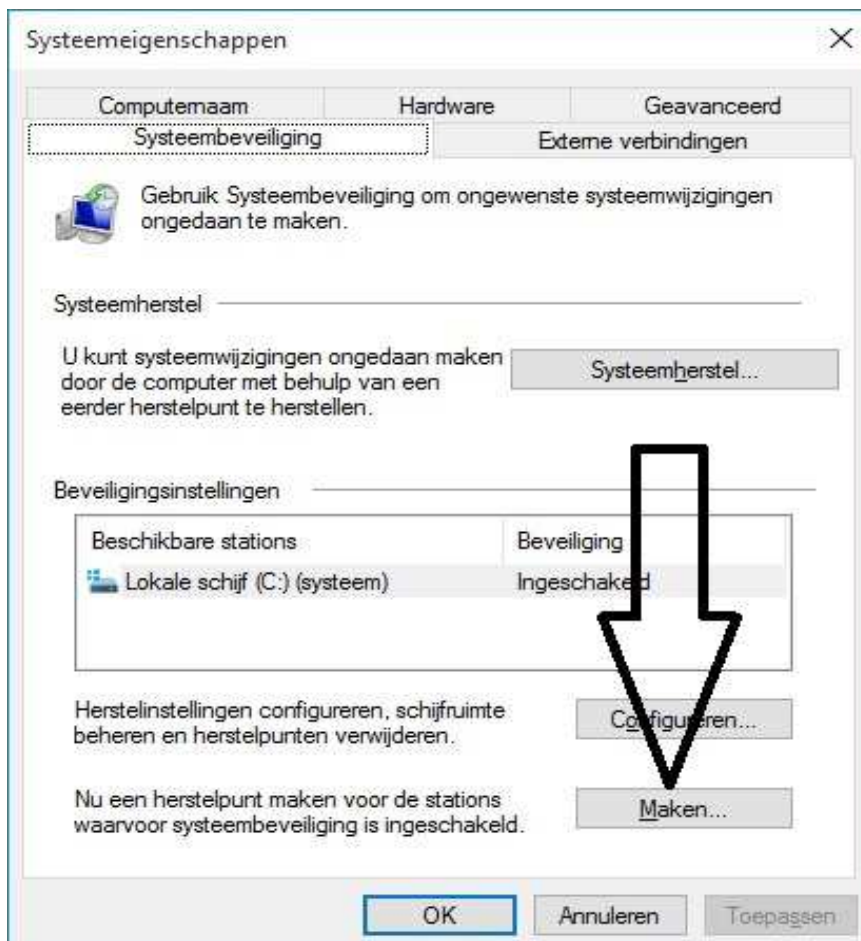 Systeemeigenschappen
Computernaam
Hardware
Geavanceerd
Systeembeveiliging
Externe verbindingen
Gebruik Systeembeveiliging om ongewenste systeemwijzigingen
ongedaan te maken.
Systeemherstel
U kunt systeemwijzigingen ongedaan maken
door de computer met behulp van een
eerder herstelpunt te herstellen.
Systeemherstel...
Beveiligingsinstellingen
Beschikbare stations
Beveiliging
Lokale schijf (C:) (systeem)
Ingeschakeld
Herstelinstellingen configureren, schijfruimte
beheren en herstelpunten verwijderen.
Configureren...
Nu een herstelpunt maken voor de stations
waarvoor systeembeveiliging is ingeschakeld.
Maken...
OK
Annuleren
Toepassen